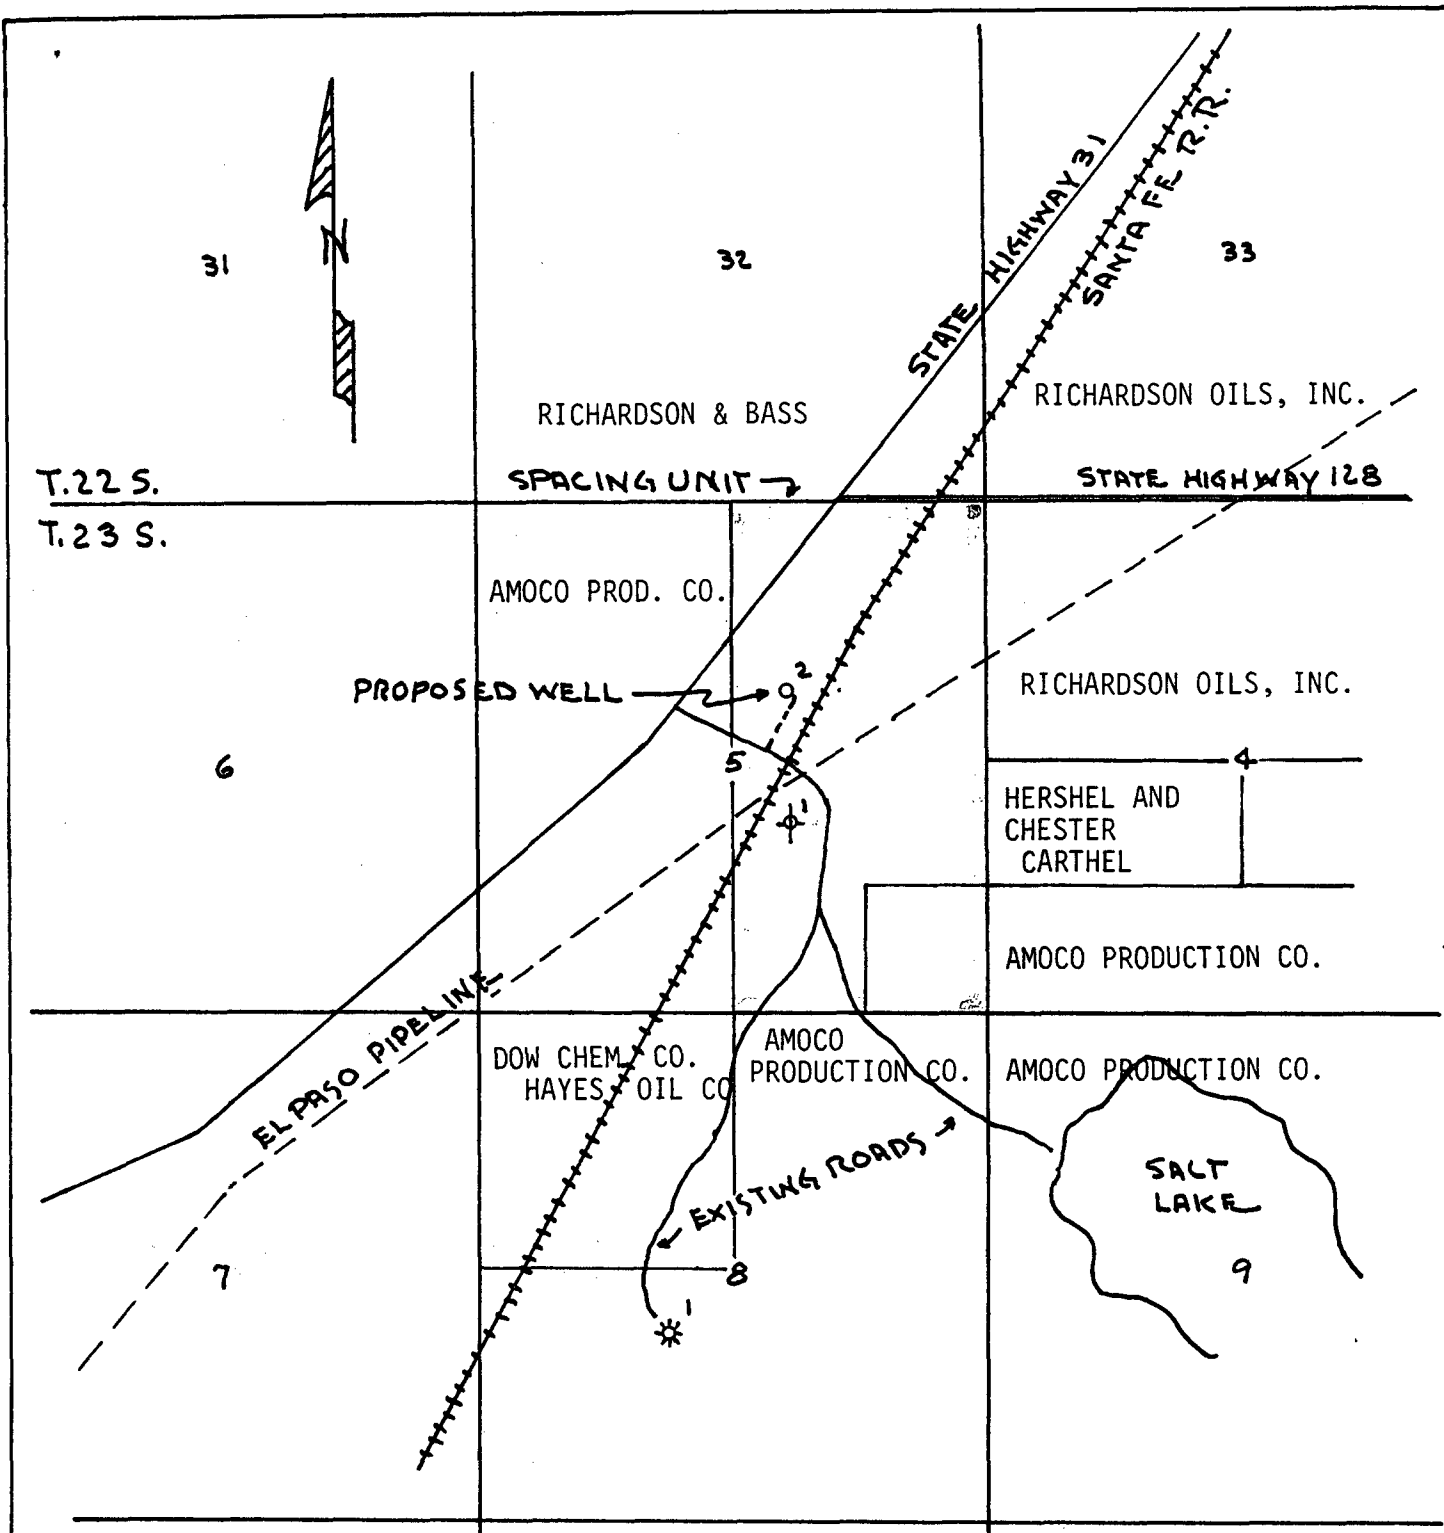 STATE HIGHWAY 31
SANTA FE R.R.
N
31
32
33
RICHARDSON & BASS
RICHARDSON OILS, INC.
T.22 S.
SPACING UNIT
STATE HIGHWAY 128
T.23 S.
AMOCO PROD. CO.
2
PROPOSED WELL
RICHARDSON OILS, INC.
6
5
4
1
HERSHEL AND
CHESTER
CARTHEL
AMOCO PRODUCTION CO.
EL PASO PIPELINE
DOW CHEM. CO.
HAYES OIL CO
AMOCO
PRODUCTION CO.
AMOCO PRODUCTION CO.
EXISTING ROADS
SALT
LAKE
7
8
9
1